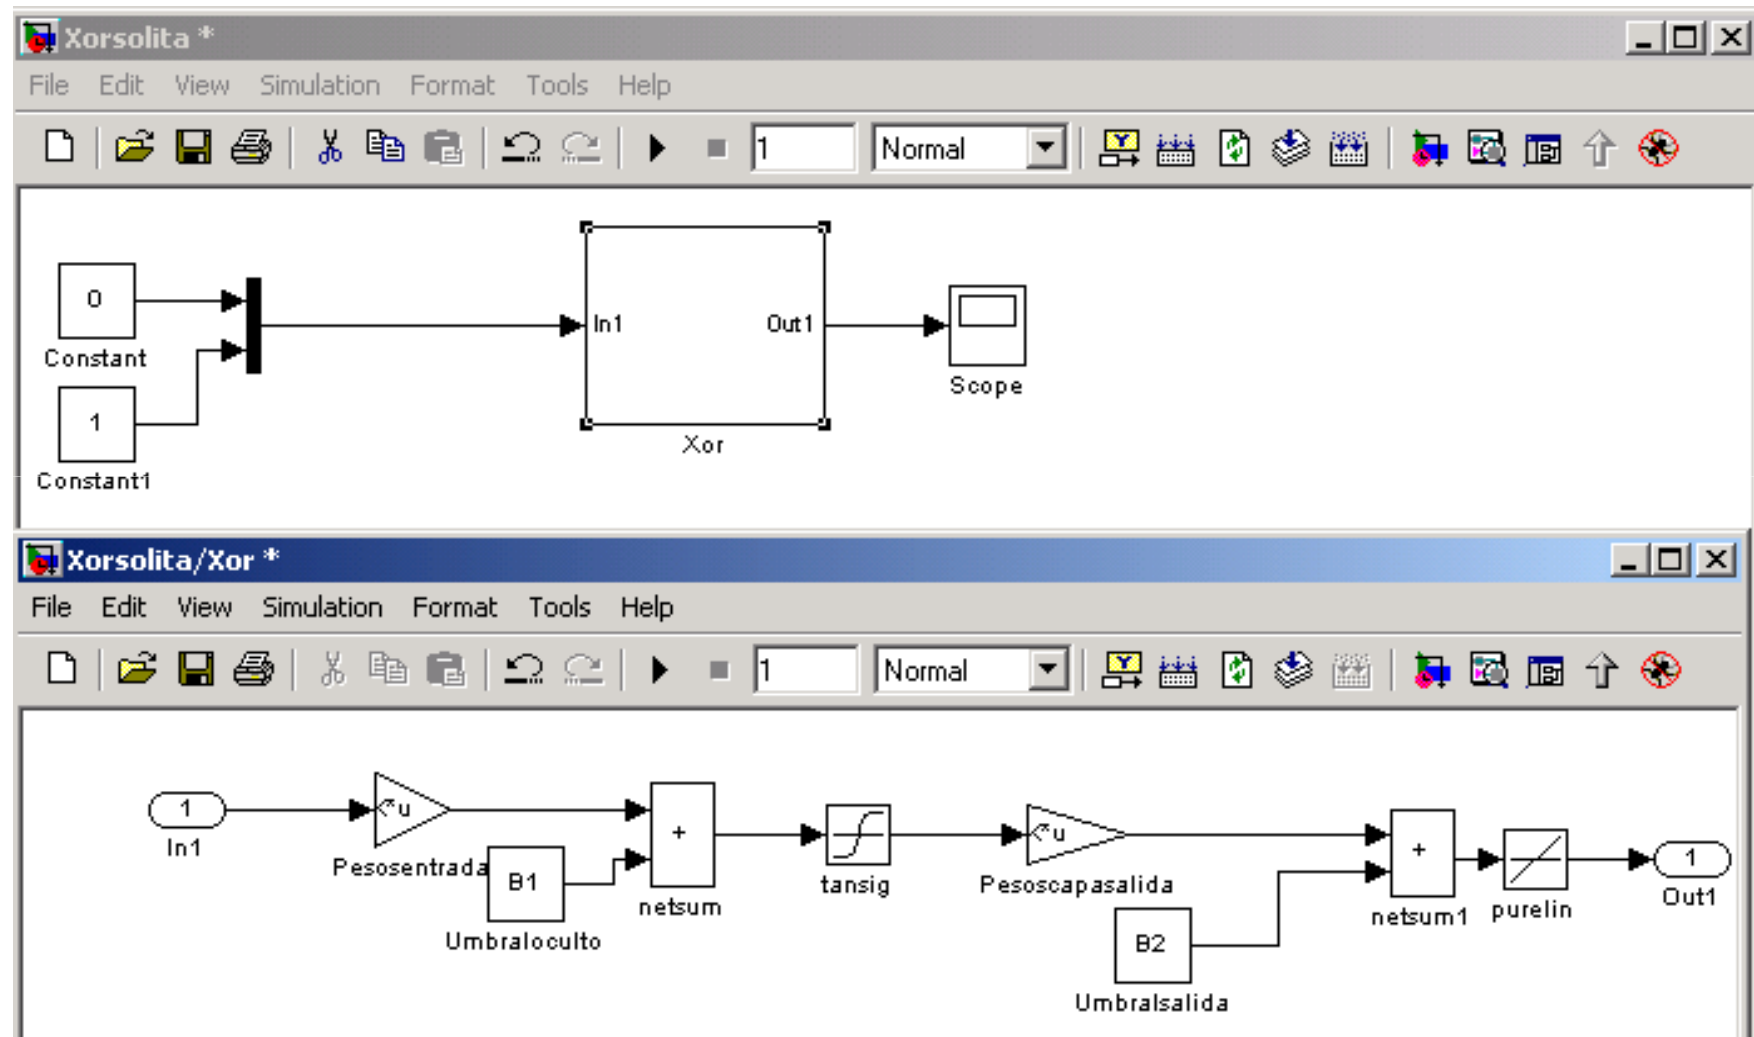 Xorsolita *
File Edit View Simulation Format Tools Help
1 Normal
0
Constant
1
Constant1
In1 Out1
Xor
Scope
Xorsolita/Xor *
File Edit View Simulation Format Tools Help
1 Normal
1
In1
u
Pesosentrada
B1
Umbraloculto
+
netsum
tansig
u
Pesoscapasalida
B2
Umbralsalida
+
netsum1
purelin
1
Out1